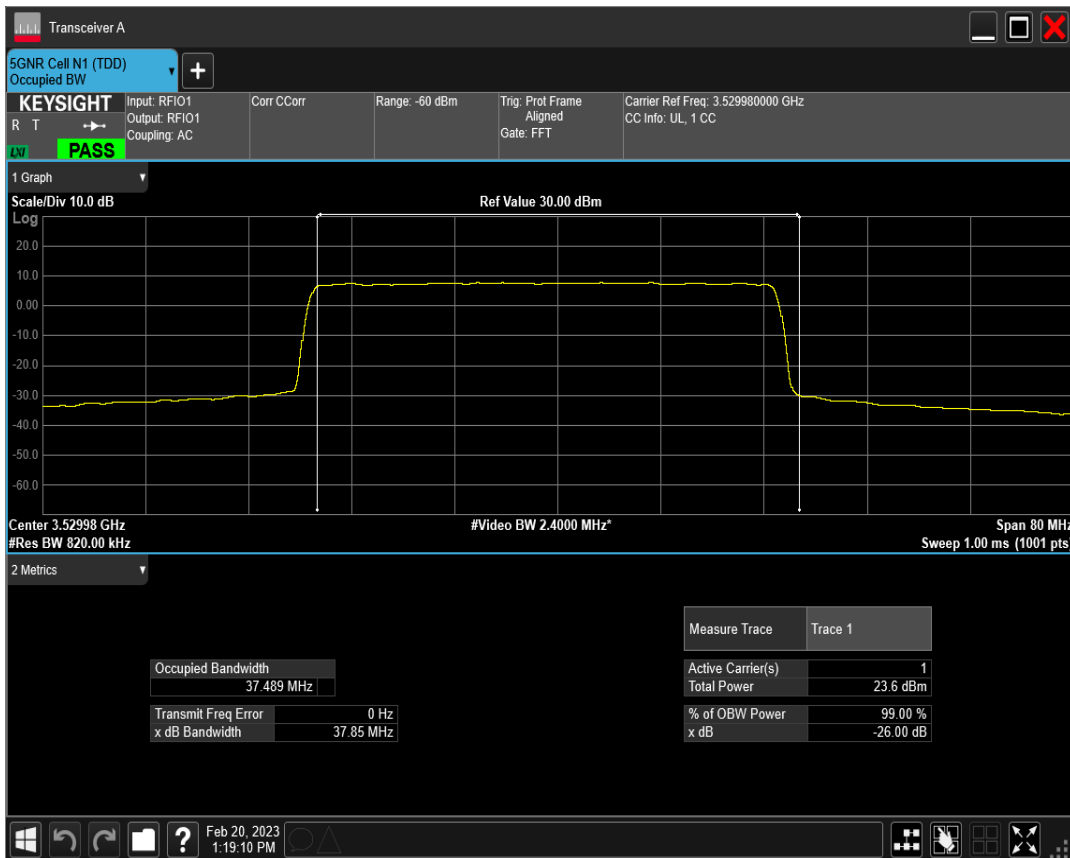 Transceiver A
5GNR Cell N1 (TDD)
Occupied BW
+
KEYSIGHT
R T
LXI
PASS
Input: RFIO1
Output: RFIO1
Coupling: AC
Corr CCorr
Range: -60 dBm
Trig: Prot Frame
Aligned
Gate: FFT
Carrier Ref Freq: 3.529980000 GHz
CC Info: UL, 1 CC
1 Graph
Scale/Div 10.0 dB
Ref Value 30.00 dBm
Log
20.0
10.0
0.00
-10.0
-20.0
-30.0
-40.0
-50.0
-60.0
Center 3.52998 GHz
#Video BW 2.4000 MHz*
Span 80 MHz
#Res BW 820.00 kHz
Sweep 1.00 ms (1001 pts)
2 Metrics
Measure Trace Trace 1
Occupied Bandwidth
37.489 MHz
Active Carrier(s) 1
Total Power 23.6 dBm
Transmit Freq Error 0 Hz
x dB Bandwidth 37.85 MHz
% of OBW Power 99.00 %
x dB -26.00 dB
?
Feb 20, 2023
1:19:10 PM